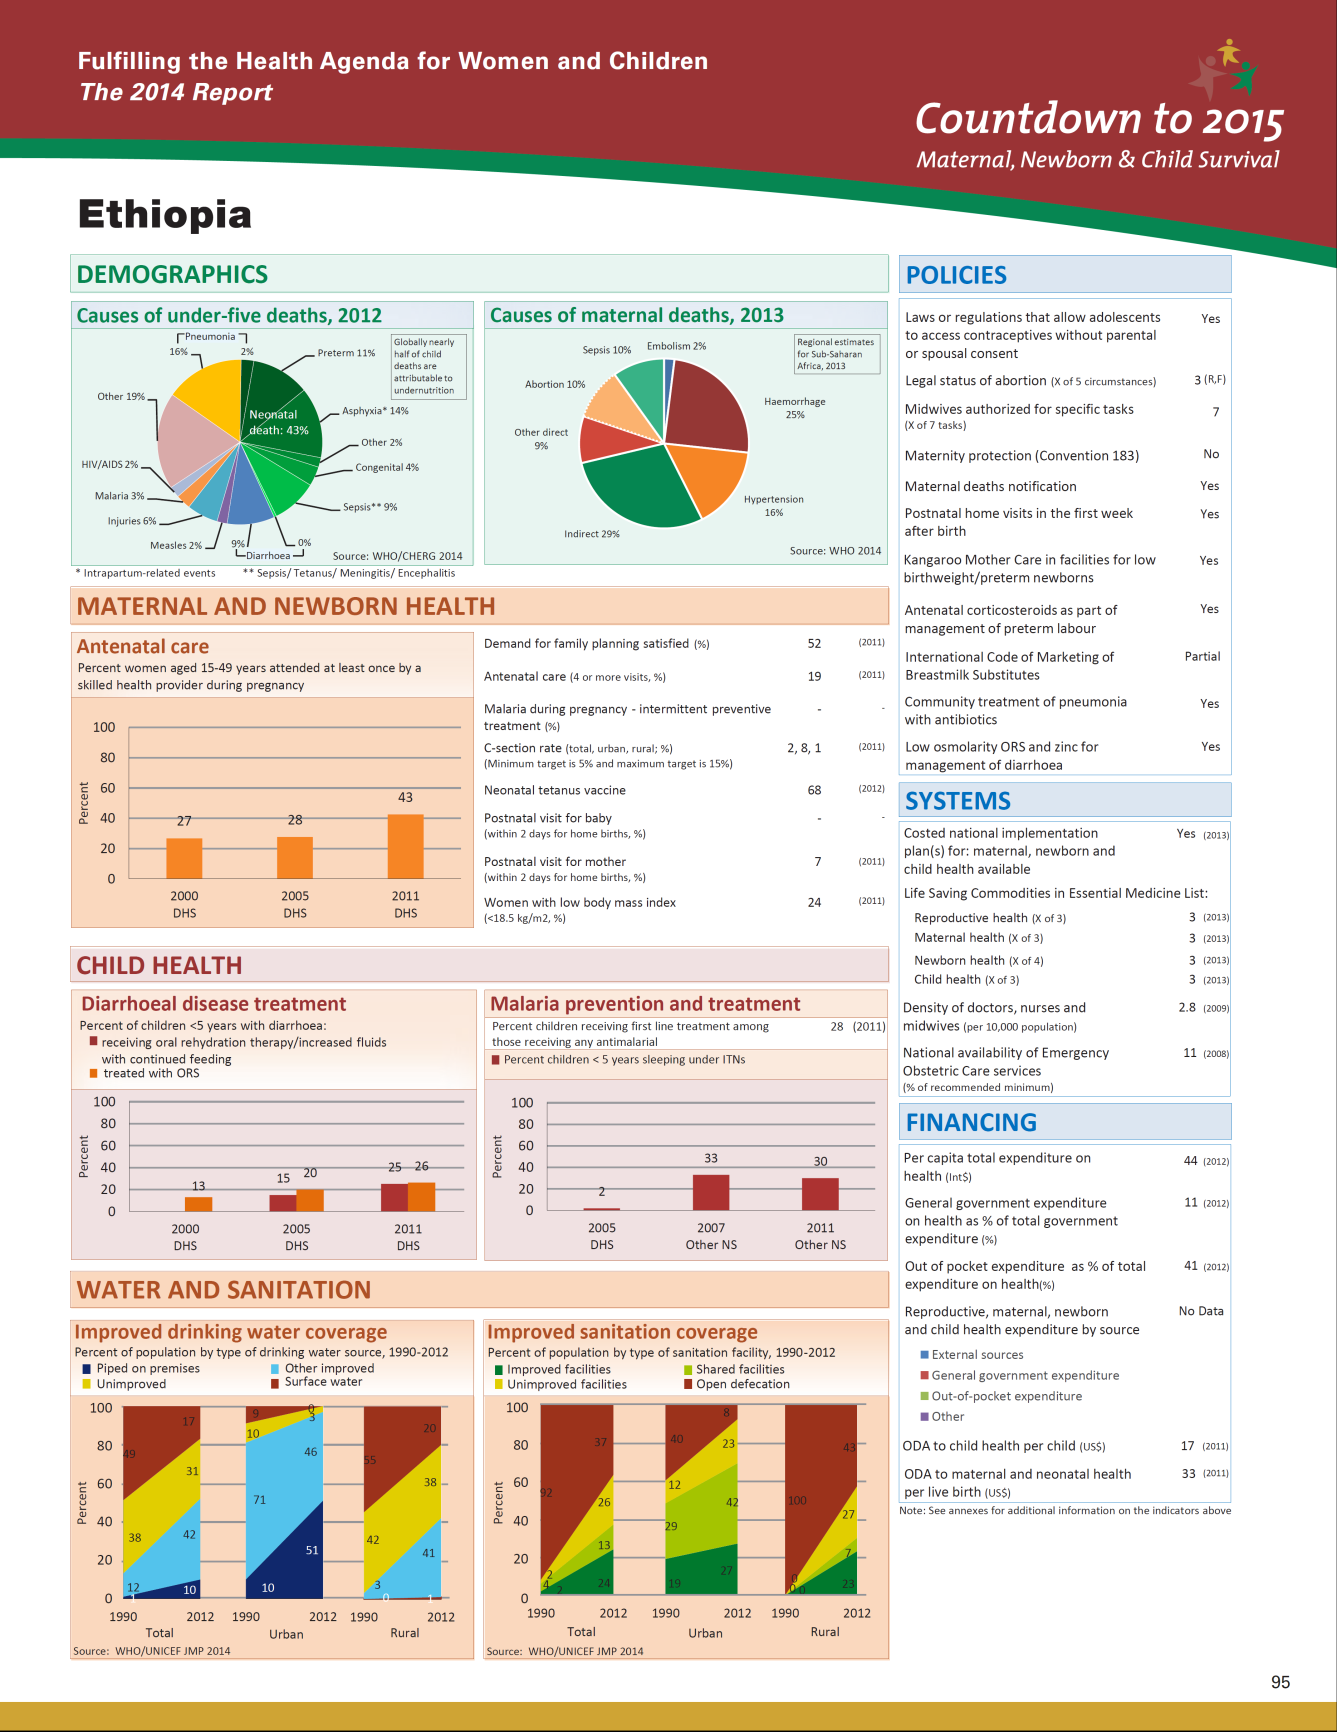 Fulfilling the Health Agenda for Women and Children
The 2014 Report
Countdown to 2015
Maternal, Newborn & Child Survival
Ethiopia
DEMOGRAPHICS
Causes of under-five deaths, 2012
Pneumonia
16%
2%
Preterm 11%
Globally nearly
half of child
deaths are
attributable to
undernutrition
Other 19%
Neonatal
death: 43%
Asphyxia* 14%
Other 2%
HIV/AIDS 2%
Congenital 4%
Malaria 3%
Sepsis** 9%
Injuries 6%
Measles 2%
9%
0%
Diarrhoea
Source: WHO/CHERG 2014
* Intrapartum-related events
** Sepsis/ Tetanus/ Meningitis/ Encephalitis
Causes of maternal deaths, 2013
Sepsis 10%
Embolism 2%
Regional estimates
for Sub-Saharan
Africa, 2013
Abortion 10%
Haemorrhage
25%
Other direct
9%
Hypertension
16%
Indirect 29%
Source: WHO 2014
MATERNAL AND NEWBORN HEALTH
Antenatal care
Percent women aged 15-49 years attended at least once by a
skilled health provider during pregnancy
Percent
100
80
60
40
20
0
27
28
43
2000
DHS
2005
DHS
2011
DHS
Demand for family planning satisfied (%) 52 (2011)
Antenatal care (4 or more visits, %) 19 (2011)
Malaria during pregnancy - intermittent preventive - -
treatment (%)
C-section rate (total, urban, rural; %) 2, 8, 1 (2011)
(Minimum target is 5% and maximum target is 15%)
Neonatal tetanus vaccine 68 (2012)
Postnatal visit for baby - -
(within 2 days for home births, %)
Postnatal visit for mother 7 (2011)
(within 2 days for home births, %)
Women with low body mass index 24 (2011)
(<18.5 kg/m2, %)
CHILD HEALTH
Diarrhoeal disease treatment
Percent of children <5 years with diarrhoea:
receiving oral rehydration therapy/increased fluids
with continued feeding
treated with ORS
Percent
100
80
60
40
20
0
13
15
20
25
26
2000
DHS
2005
DHS
2011
DHS
Malaria prevention and treatment
Percent children receiving first line treatment among 28 (2011)
those receiving any antimalarial
Percent children < 5 years sleeping under ITNs
Percent
100
80
60
40
20
0
2
33
30
2005
DHS
2007
Other NS
2011
Other NS
WATER AND SANITATION
Improved drinking water coverage
Percent of population by type of drinking water source, 1990-2012
Piped on premises
Other improved
Unimproved
Surface water
Percent
100
80
60
40
20
0
49
17
31
38
42
12
10
1
9
0
3
10
46
71
51
10
20
55
38
42
41
3
0
1
1990 2012 1990 2012 1990 2012
Total Urban Rural
Source: WHO/UNICEF JMP 2014
Improved sanitation coverage
Percent of population by type of sanitation facility, 1990-2012
Improved facilities
Shared facilities
Unimproved facilities
Open defecation
Percent
100
80
60
40
20
0
92
37
26
13
24
2
4
2
40
8
23
12
42
29
27
19
43
100
27
7
23
0
0
0
1990 2012 1990 2012 1990 2012
Total Urban Rural
Source: WHO/UNICEF JMP 2014
POLICIES
Laws or regulations that allow adolescents Yes
to access contraceptives without parental
or spousal consent
Legal status of abortion (X of 5 circumstances) 3 (R,F)
Midwives authorized for specific tasks 7
(X of 7 tasks)
Maternity protection (Convention 183) No
Maternal deaths notification Yes
Postnatal home visits in the first week Yes
after birth
Kangaroo Mother Care in facilities for low Yes
birthweight/preterm newborns
Antenatal corticosteroids as part of Yes
management of preterm labour
International Code of Marketing of Partial
Breastmilk Substitutes
Community treatment of pneumonia Yes
with antibiotics
Low osmolarity ORS and zinc for Yes
management of diarrhoea
SYSTEMS
Costed national implementation Yes (2013)
plan(s) for: maternal, newborn and
child health available
Life Saving Commodities in Essential Medicine List:
Reproductive health (X of 3) 3 (2013)
Maternal health (X of 3) 3 (2013)
Newborn health (X of 4) 3 (2013)
Child health (X of 3) 3 (2013)
Density of doctors, nurses and 2.8 (2009)
midwives (per 10,000 population)
National availability of Emergency 11 (2008)
Obstetric Care services
(% of recommended minimum)
FINANCING
Per capita total expenditure on 44 (2012)
health (Int$)
General government expenditure 11 (2012)
on health as % of total government
expenditure (%)
Out of pocket expenditure as % of total 41 (2012)
expenditure on health(%)
Reproductive, maternal, newborn No Data
and child health expenditure by source
External sources
General government expenditure
Out-of-pocket expenditure
Other
ODA to child health per child (US$) 17 (2011)
ODA to maternal and neonatal health 33 (2011)
per live birth (US$)
Note: See annexes for additional information on the indicators above
95